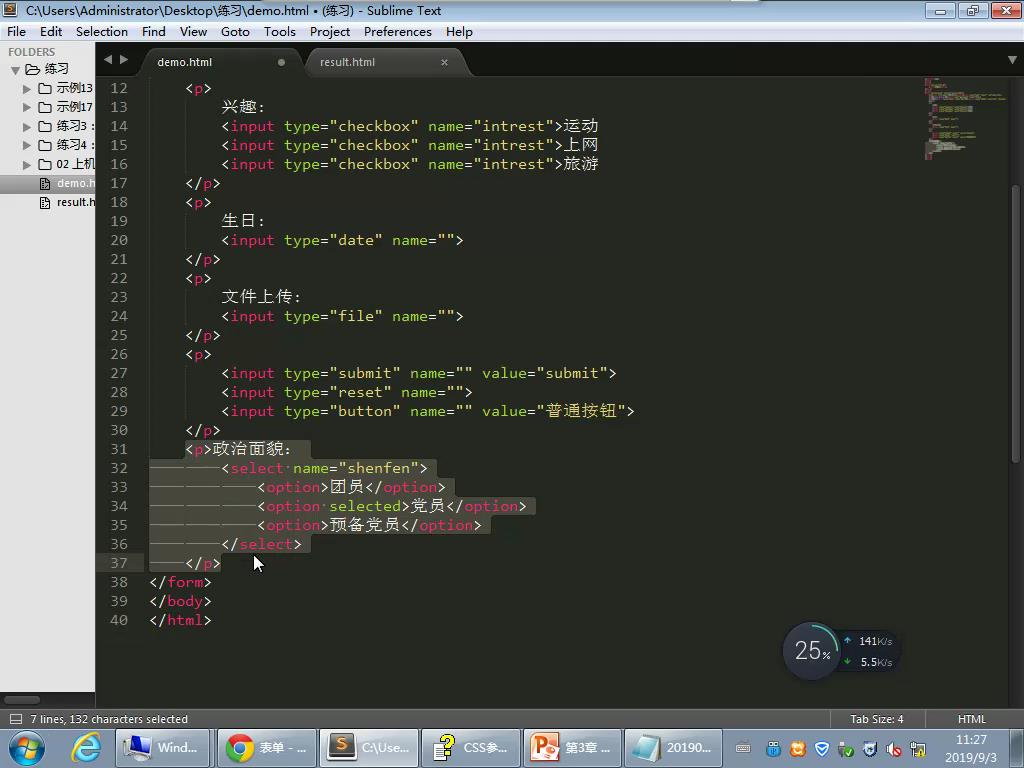 C:\Users\Administrator\Desktop\练习\demo.html • (练习) - Sublime Text
File Edit Selection Find View Goto Tools Project Preferences Help
FOLDERS
练习
示例13
示例17
练习3 :
练习4 :
02 上机
demo.h
result.h
demo.html
result.html
12 <p>
13 兴趣:
14 <input type="checkbox" name="intrest">运动
15 <input type="checkbox" name="intrest">上网
16 <input type="checkbox" name="intrest">旅游
17 </p>
18 <p>
19 生日:
20 <input type="date" name="">
21 </p>
22 <p>
23 文件上传:
24 <input type="file" name="">
25 </p>
26 <p>
27 <input type="submit" name="" value="submit">
28 <input type="reset" name="">
29 <input type="button" name="" value="普通按钮">
30 </p>
31 <p>政治面貌:
32 <select name="shenfen">
33 <option>团员</option>
34 <option selected>党员</option>
35 <option>预备党员</option>
36 </select>
37 </p>
38 </form>
39 </body>
40 </html>
25%
141K/s
5.5K/s
7 lines, 132 characters selected
Tab Size: 4
HTML
Wind...
表单 - ...
C:\Use...
CSS参...
第3章 ...
20190...
11:27
2019/9/3